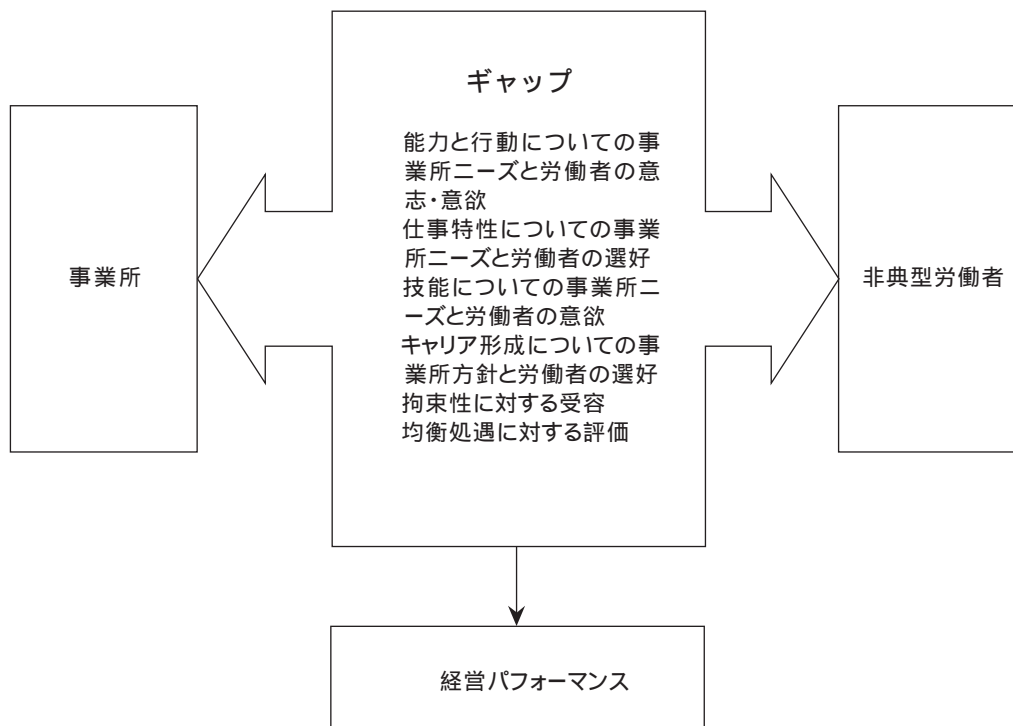 ギャップ
能力と行動についての事
業所ニーズと労働者の意
志・意欲
仕事特性についての事業
所ニーズと労働者の選好
技能についての事業所ニ
ーズと労働者の意欲
キャリア形成についての事
業所方針と労働者の選好
拘束性に対する受容
均衡処遇に対する評価
事業所
非典型労働者
経営パフォーマンス